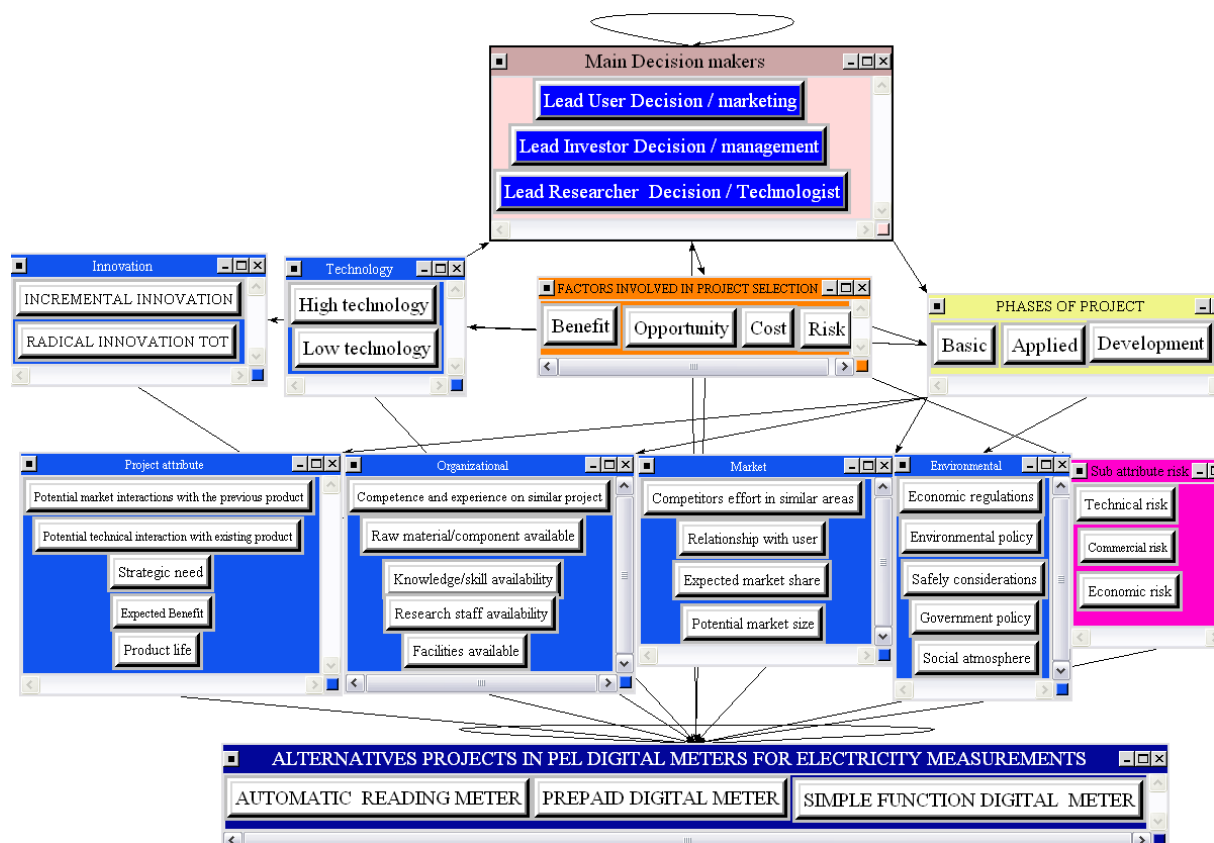 Main Decision makers
Lead User Decision / marketing
Lead Investor Decision / management
Lead Researcher Decision / Technologist
Innovation
INCREMENTAL INNOVATION
RADICAL INNOVATION TOT
Technology
High technology
Low technology
FACTORS INVOLVED IN PROJECT SELECTION
Benefit
Opportunity
Cost
Risk
PHASES OF PROJECT
Basic
Applied
Development
Project attribute
Potential market interactions with the previous product
Potential technical interaction with existing product
Strategic need
Expected Benefit
Product life
Organizational
Competence and experience on similar project
Raw material/component available
Knowledge/skill availability
Research staff availability
Facilities available
Market
Competitors effort in similar areas
Relationship with user
Expected market share
Potential market size
Environmental
Economic regulations
Environmental policy
Safely considerations
Government policy
Social atmosphere
Sub attribute risk
Technical risk
Commercial risk
Economic risk
ALTERNATIVES PROJECTS IN PEL DIGITAL METERS FOR ELECTRICITY MEASUREMENTS
AUTOMATIC READING METER
PREPAID DIGITAL METER
SIMPLE FUNCTION DIGITAL METER